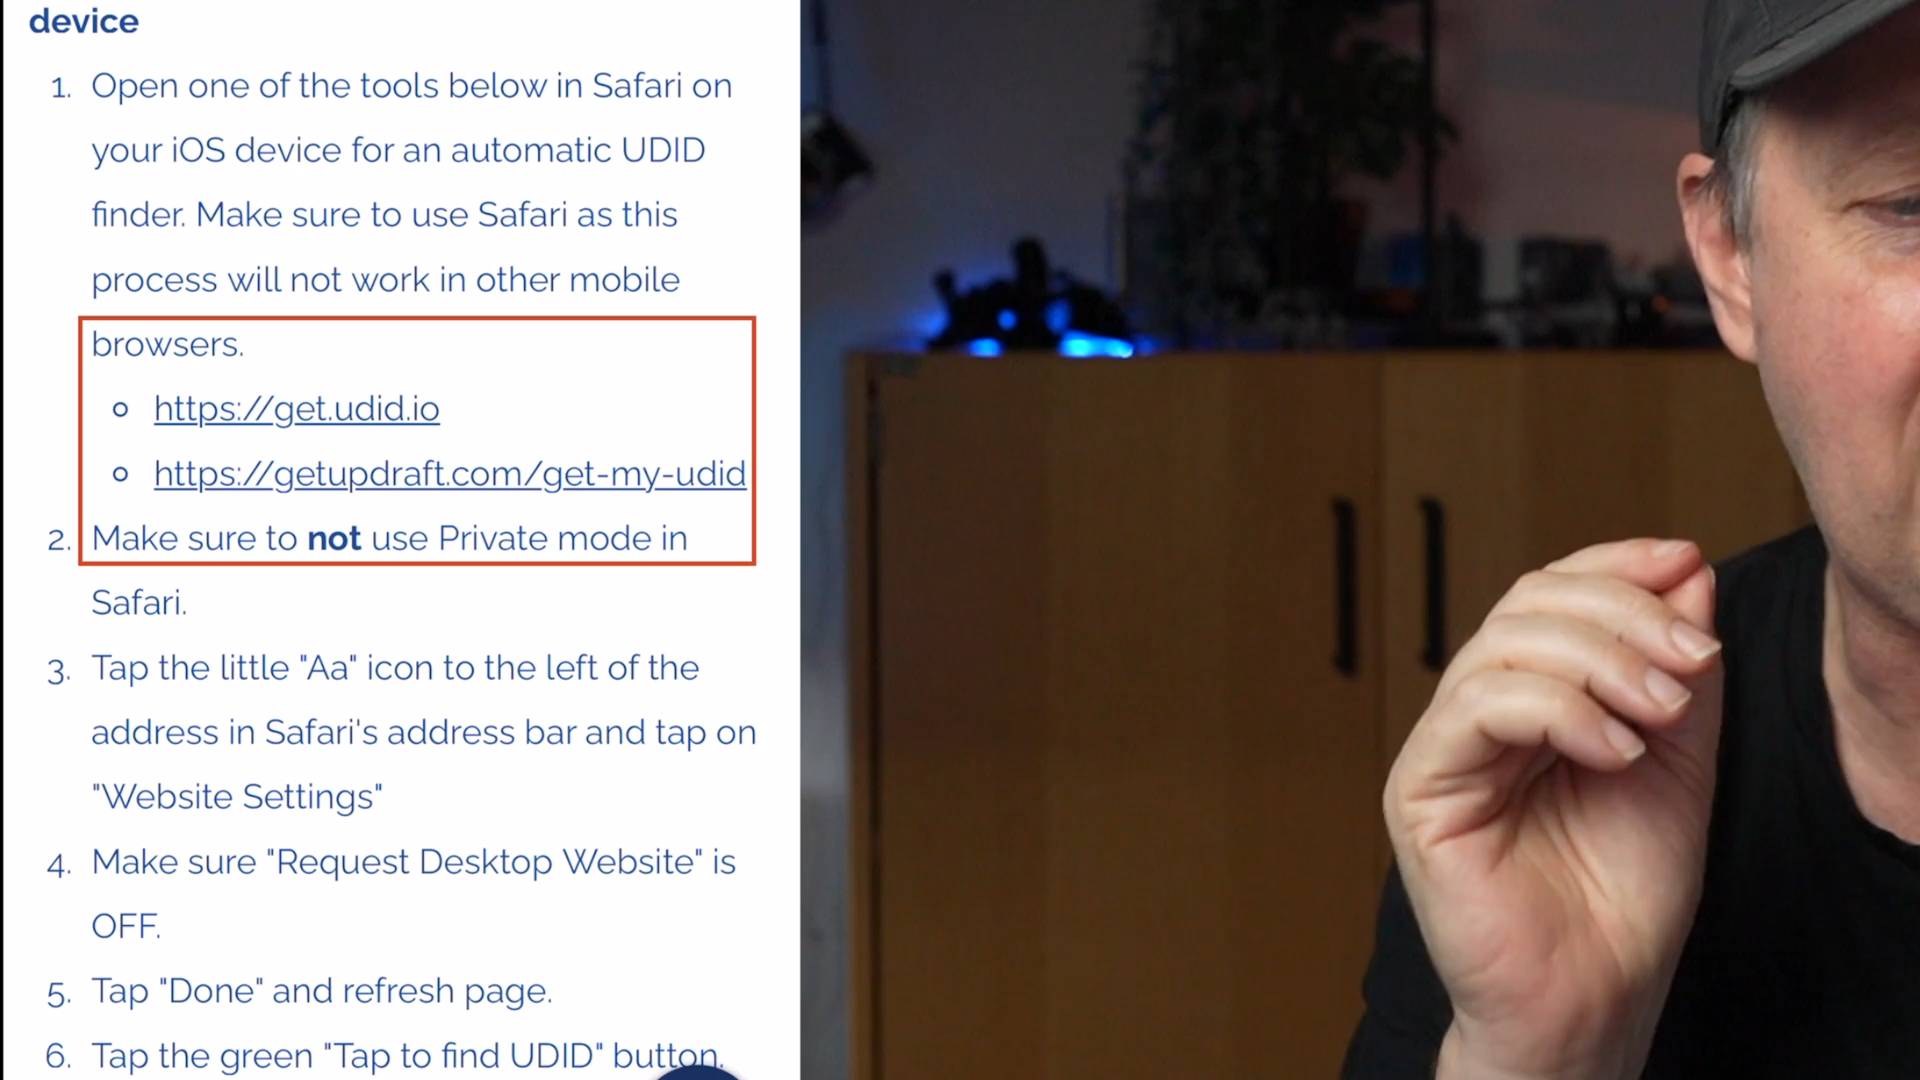 device
1. Open one of the tools below in Safari on
your iOS device for an automatic UDID
finder. Make sure to use Safari as this
process will not work in other mobile
browsers.
https://get.udid.io
https://getupdraft.com/get-my-udid
2. Make sure to not use Private mode in
Safari.
3. Tap the little "Aa" icon to the left of the
address in Safari's address bar and tap on
"Website Settings"
4. Make sure "Request Desktop Website" is
OFF.
5. Tap "Done" and refresh page.
6. Tap the green "Tap to find UDID" button.